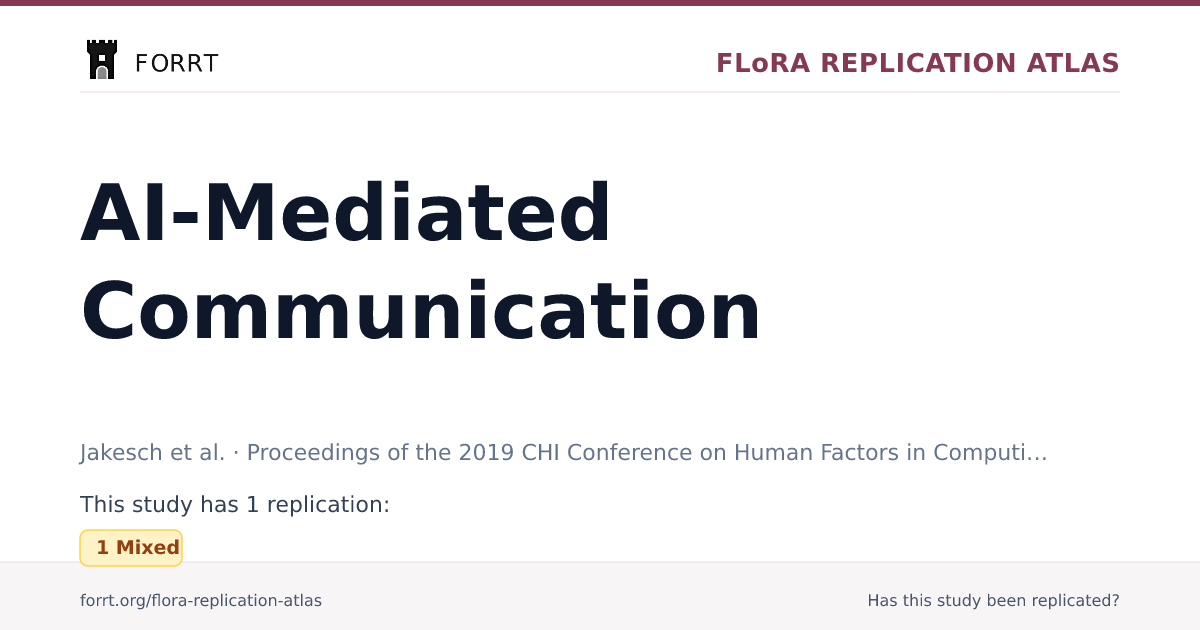 FORRT
FLoRA REPLICATION ATLAS
AI-Mediated
Communication
Jakesch et al. · Proceedings of the 2019 CHI Conference on Human Factors in Computi…
This study has 1 replication:
1 Mixed
forrt.org/flora-replication-atlas
Has this study been replicated?